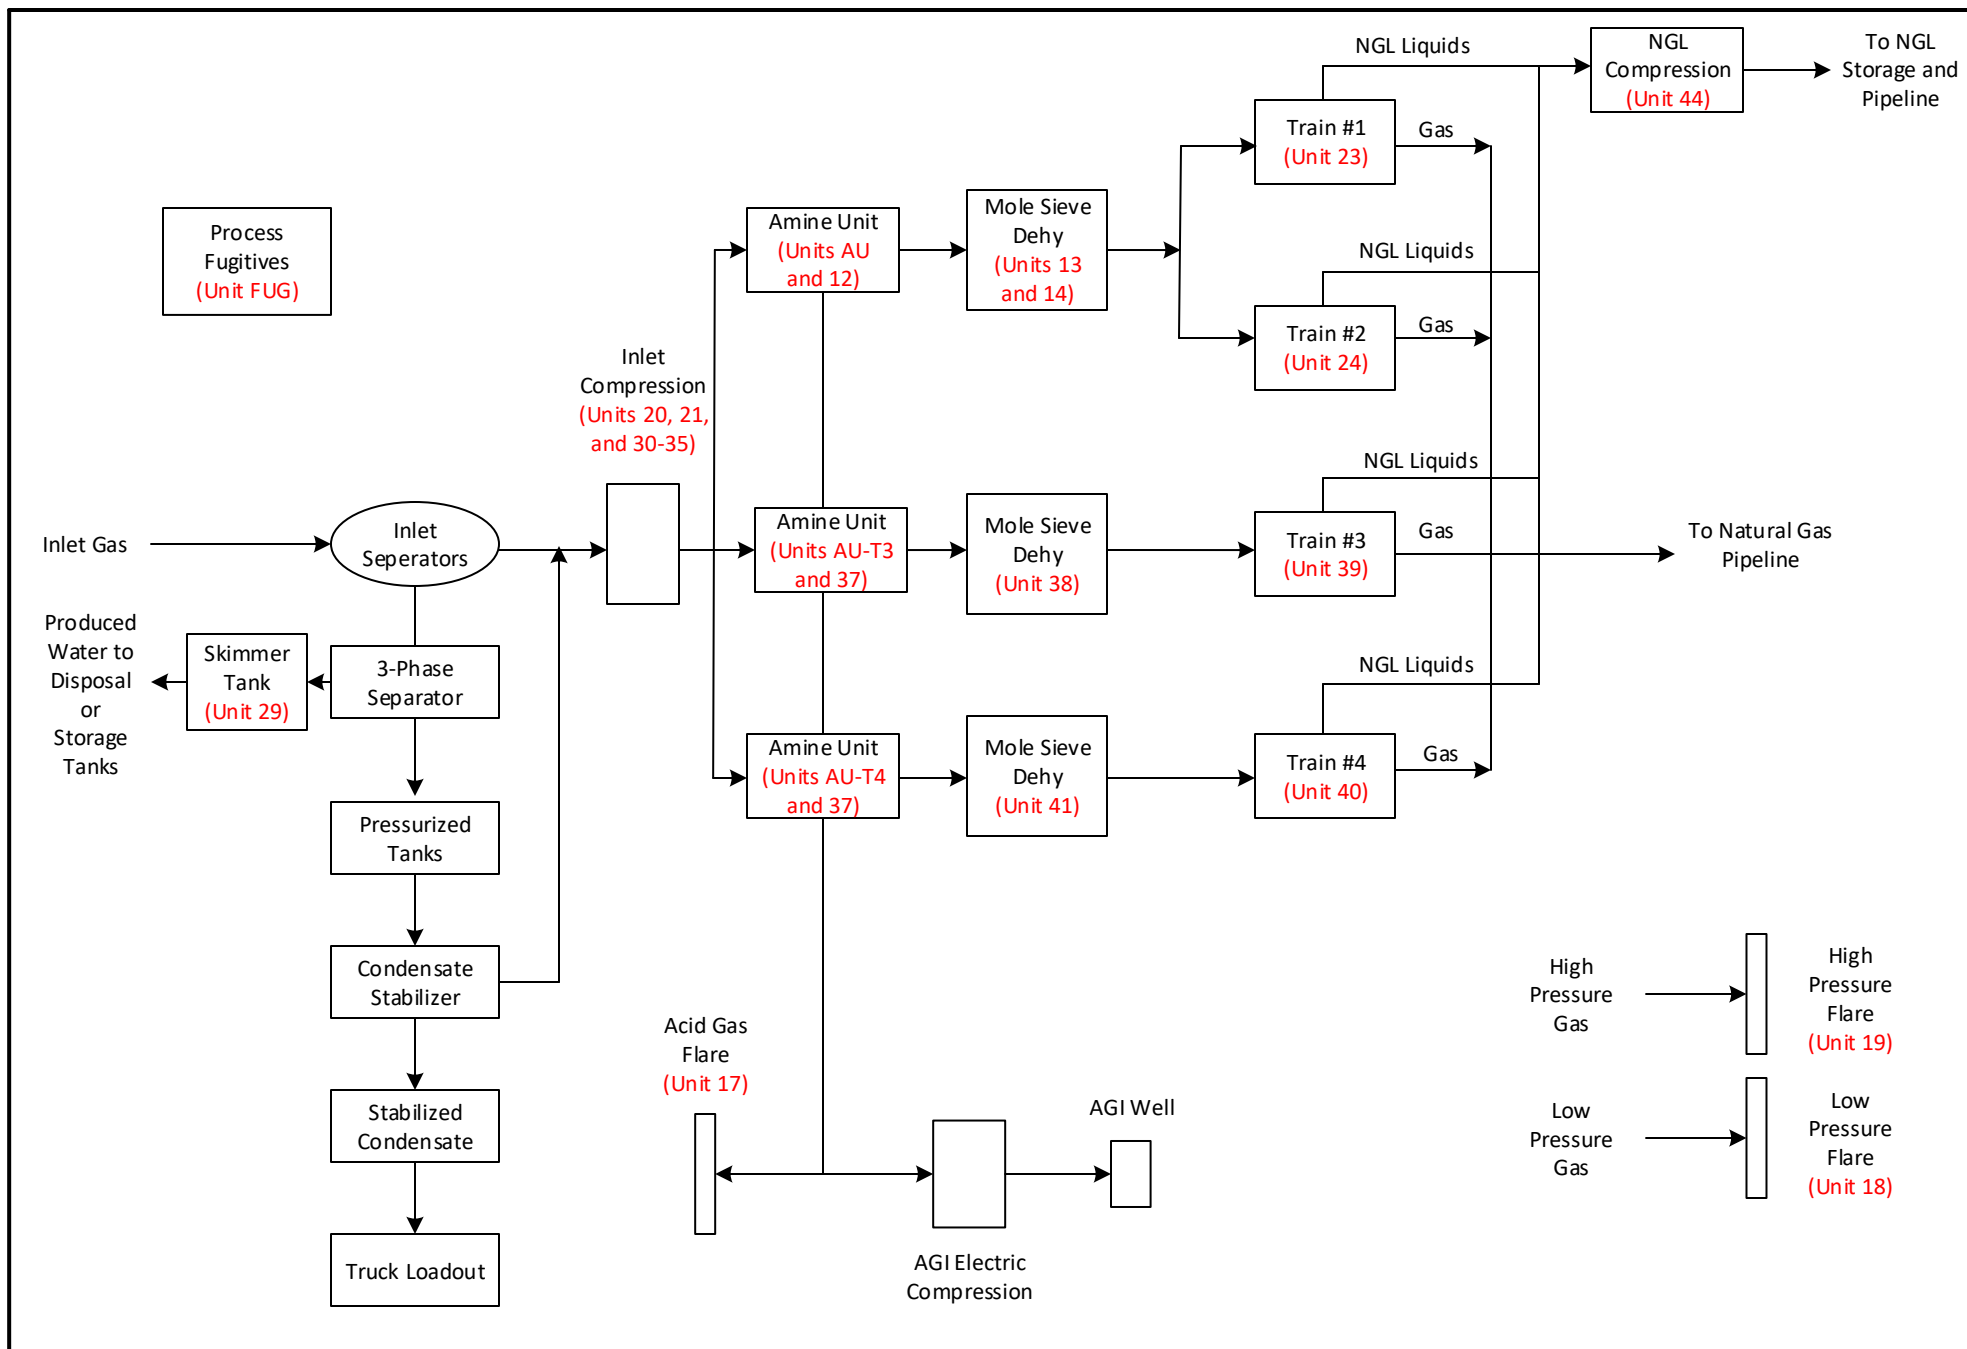 NGL Liquids
NGL
Compression
(Unit 44)
To NGL
Storage and
Pipeline
Train #1
(Unit 23)
Gas
Process
Fugitives
(Unit FUG)
Amine Unit
(Units AU
and 12)
Mole Sieve
Dehy
(Units 13
and 14)
NGL Liquids
Train #2
(Unit 24)
Gas
Inlet
Compression
(Units 20, 21,
and 30-35)
NGL Liquids
Inlet Gas
Inlet
Seperators
Amine Unit
(Units AU-T3
and 37)
Mole Sieve
Dehy
(Unit 38)
Train #3
(Unit 39)
Gas
To Natural Gas
Pipeline
Produced
Water to
Disposal
or
Storage
Tanks
Skimmer
Tank
(Unit 29)
3-Phase
Separator
NGL Liquids
Amine Unit
(Units AU-T4
and 37)
Mole Sieve
Dehy
(Unit 41)
Train #4
(Unit 40)
Gas
Pressurized
Tanks
Condensate
Stabilizer
High
Pressure
Gas
High
Pressure
Flare
(Unit 19)
Acid Gas
Flare
(Unit 17)
Stabilized
Condensate
AGI Well
Low
Pressure
Gas
Low
Pressure
Flare
(Unit 18)
Truck Loadout
AGI Electric
Compression